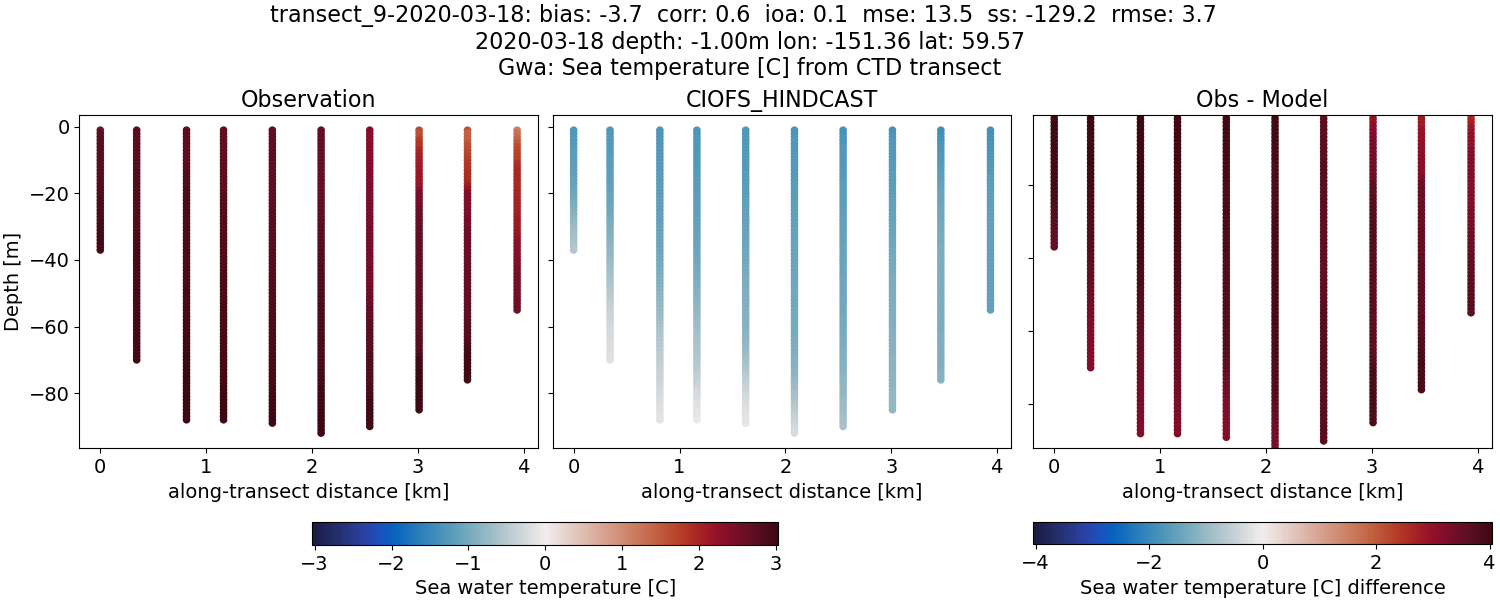 transect_9-2020-03-18: bias: -3.7  corr: 0.6  ioa: 0.1  mse: 13.5  ss: -129.2  rmse: 3.7
2020-03-18 depth: -1.00m lon: -151.36 lat: 59.57
Gwa: Sea temperature [C] from CTD transect
Observation
CIOFS_HINDCAST
Obs - Model
Depth [m]
0
−20
−40
−60
−80
0 1 2 3 4
0 1 2 3 4
0 1 2 3 4
along-transect distance [km]
along-transect distance [km]
along-transect distance [km]
−3 −2 −1 0 1 2 3
Sea water temperature [C]
−4 −2 0 2 4
Sea water temperature [C] difference